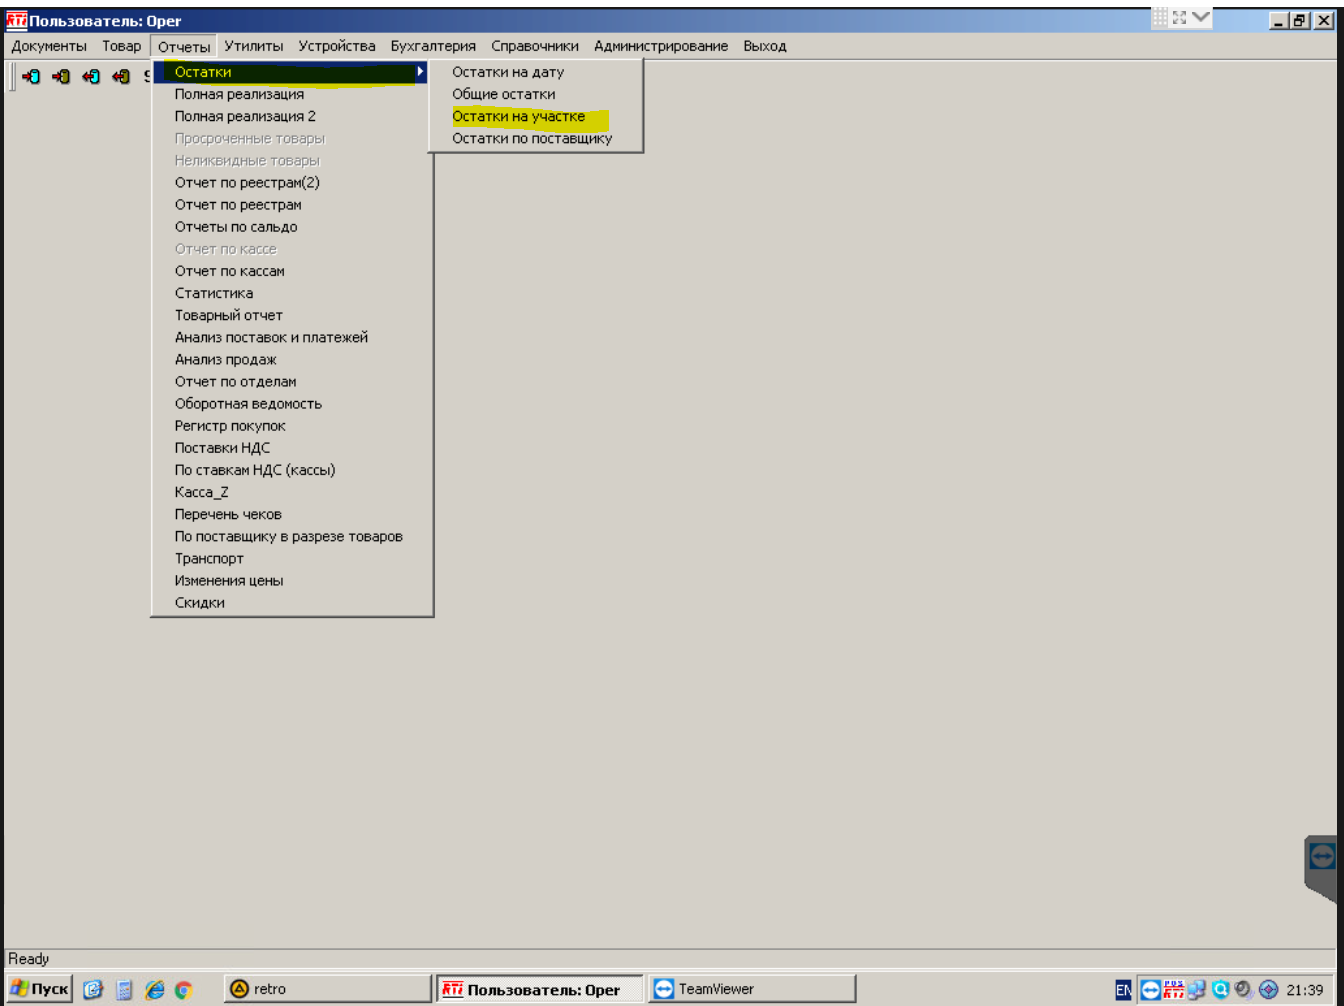 RTi Пользователь: Oper
Документы Товар Отчеты Утилиты Устройства Бухгалтерия Справочники Администрирование Выход
Остатки
Полная реализация
Полная реализация 2
Просроченные товары
Неликвидные товары
Отчет по реестрам(2)
Отчет по реестрам
Отчеты по сальдо
Отчет по кассе
Отчет по кассам
Статистика
Товарный отчет
Анализ поставок и платежей
Анализ продаж
Отчет по отделам
Оборотная ведомость
Регистр покупок
Поставки НДС
По ставкам НДС (кассы)
Касса_Z
Перечень чеков
По поставщику в разрезе товаров
Транспорт
Изменения цены
Скидки
Остатки на дату
Общие остатки
Остатки на участке
Остатки по поставщику
Ready
Пуск retro RTi Пользователь: Oper TeamViewer EN POS RTi 21:39